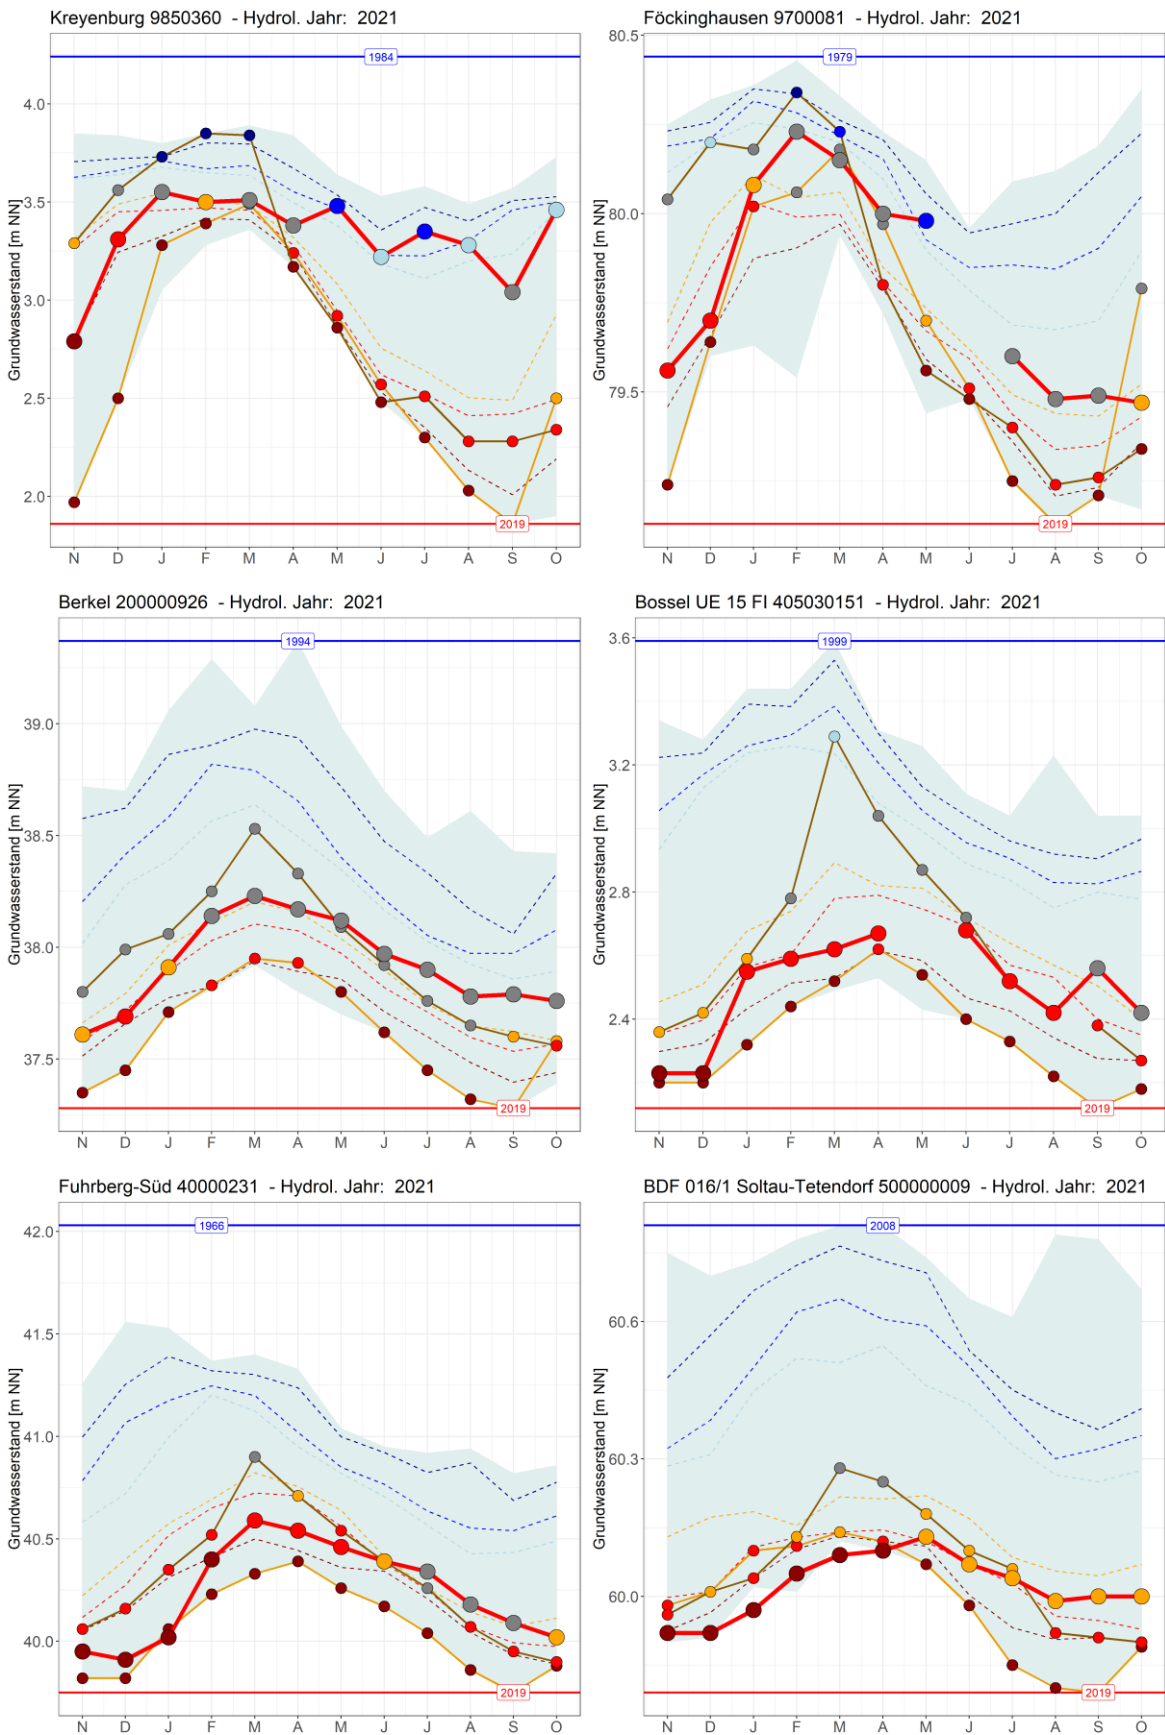 Kreyenburg 9850360 - Hydrol. Jahr: 2021
Grundwasserstand [m NN]
4.0
3.5
3.0
2.5
2.0
1984
2019
N D J F M A M J J A S O
Föckinghausen 9700081 - Hydrol. Jahr: 2021
Grundwasserstand [m NN]
80.5
80.0
79.5
1979
2019
N D J F M A M J J A S O
Berkel 200000926 - Hydrol. Jahr: 2021
Grundwasserstand [m NN]
39.0
38.5
38.0
37.5
1994
2019
N D J F M A M J J A S O
Bossel UE 15 FI 405030151 - Hydrol. Jahr: 2021
Grundwasserstand [m NN]
3.6
3.2
2.8
2.4
1999
2019
N D J F M A M J J A S O
Fuhrberg-Süd 40000231 - Hydrol. Jahr: 2021
Grundwasserstand [m NN]
42.0
41.5
41.0
40.5
40.0
1966
2019
N D J F M A M J J A S O
BDF 016/1 Soltau-Tetendorf 500000009 - Hydrol. Jahr: 2021
Grundwasserstand [m NN]
60.6
60.3
60.0
2008
2019
N D J F M A M J J A S O